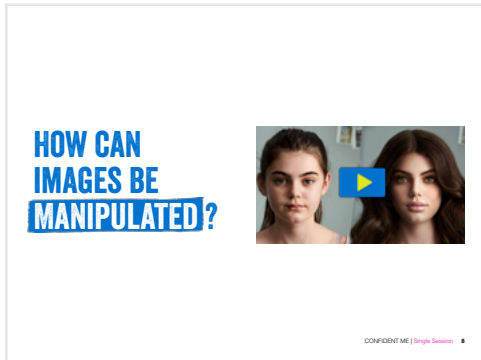 HOW CAN
IMAGES BE
MANIPULATED?
CONFIDENT ME | Single Session 8